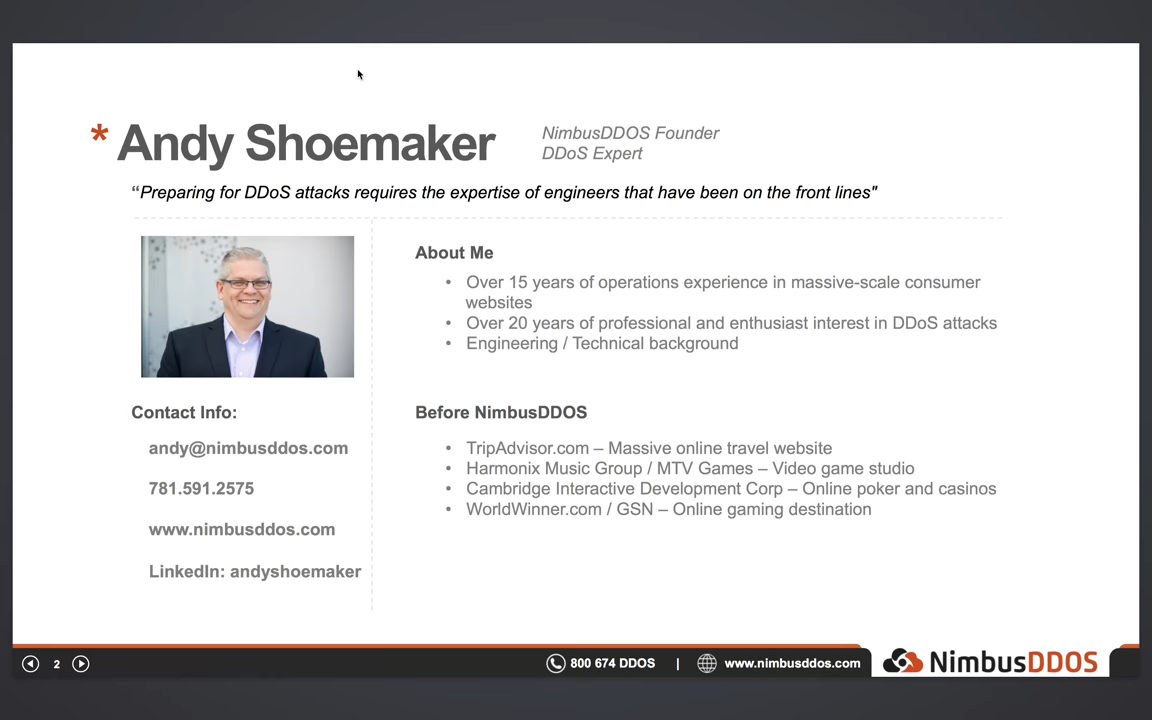 * Andy Shoemaker
NimbusDDOS Founder
DDoS Expert
“Preparing for DDoS attacks requires the expertise of engineers that have been on the front lines"
About Me
• Over 15 years of operations experience in massive-scale consumer
websites
• Over 20 years of professional and enthusiast interest in DDoS attacks
• Engineering / Technical background
Contact Info:
andy@nimbusddos.com
781.591.2575
www.nimbusddos.com
LinkedIn: andyshoemaker
Before NimbusDDOS
• TripAdvisor.com – Massive online travel website
• Harmonix Music Group / MTV Games – Video game studio
• Cambridge Interactive Development Corp – Online poker and casinos
• WorldWinner.com / GSN – Online gaming destination
2
800 674 DDOS | www.nimbusddos.com
NimbusDDOS